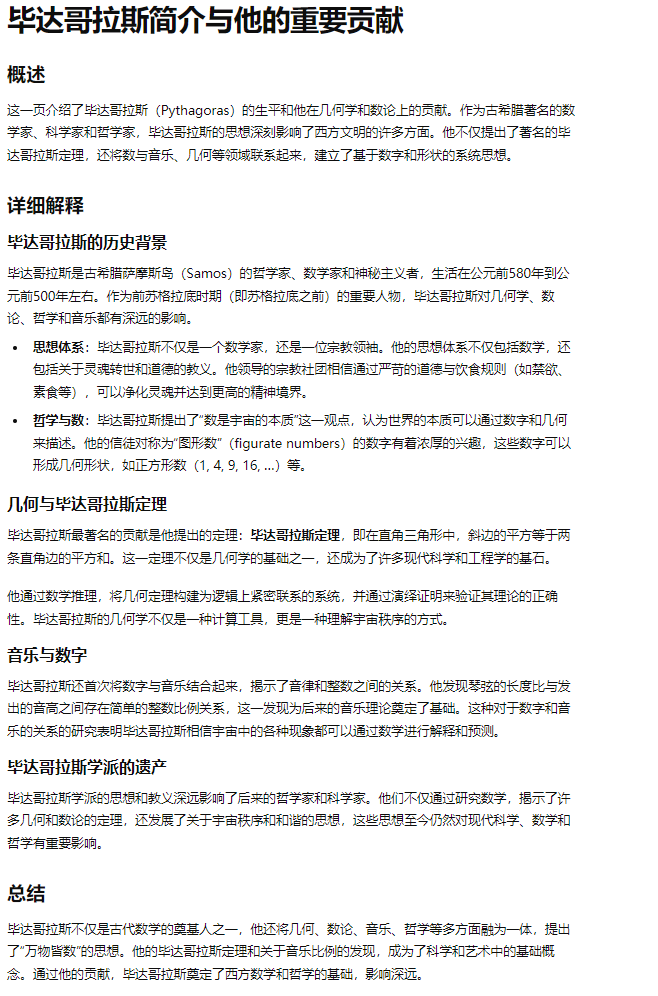 毕达哥拉斯简介与他的重要贡献
概述
这一页介绍了毕达哥拉斯（Pythagoras）的生平和他在几何学和数论上的贡献。作为古希腊著名的数
学家、科学家和哲学家，毕达哥拉斯的思想深刻影响了西方文明的许多方面。他不仅提出了著名的毕
达哥拉斯定理，还将数与音乐、几何等领域联系起来，建立了基于数字和形状的系统思想。
详细解释
毕达哥拉斯的历史背景
毕达哥拉斯是古希腊萨摩斯岛（Samos）的哲学家、数学家和神秘主义者，生活在公元前580年到公
元前500年左右。作为前苏格拉底时期（即苏格拉底之前）的重要人物，毕达哥拉斯对几何学、数
论、哲学和音乐都有深远的影响。
• 思想体系：毕达哥拉斯不仅是一个数学家，还是一位宗教领袖。他的思想体系不仅包括数学，还
包括关于灵魂转世和道德的教义。他领导的宗教社团相信通过严苛的道德与饮食规则（如禁欲、
素食等），可以净化灵魂并达到更高的精神境界。
• 哲学与数：毕达哥拉斯提出了“数是宇宙的本质”这一观点，认为世界的本质可以通过数字和几何
来描述。他的信徒对称为“图形数”（figurate numbers）的数字有着浓厚的兴趣，这些数字可以
形成几何形状，如正方形数（1, 4, 9, 16, ...）等。
几何与毕达哥拉斯定理
毕达哥拉斯最著名的贡献是他提出的定理：毕达哥拉斯定理，即在直角三角形中，斜边的平方等于两
条直角边的平方和。这一定理不仅是几何学的基础之一，还成为了许多现代科学和工程学的基石。
他通过数学推理，将几何定理构建为逻辑上紧密联系的系统，并通过演绎证明来验证其理论的正确
性。毕达哥拉斯的几何学不仅是一种计算工具，更是一种理解宇宙秩序的方式。
音乐与数字
毕达哥拉斯还首次将数字与音乐结合起来，揭示了音律和整数之间的关系。他发现琴弦的长度比与发
出的音高之间存在简单的整数比例关系，这一发现为后来的音乐理论奠定了基础。这种对于数字和音
乐的关系的研究表明毕达哥拉斯相信宇宙中的各种现象都可以通过数学进行解释和预测。
毕达哥拉斯学派的遗产
毕达哥拉斯学派的思想和教义深远影响了后来的哲学家和科学家。他们不仅通过研究数学，揭示了许
多几何和数论的定理，还发展了关于宇宙秩序和和谐的思想，这些思想至今仍然对现代科学、数学和
哲学有重要影响。
总结
毕达哥拉斯不仅是古代数学的奠基人之一，他还将几何、数论、音乐、哲学等多方面融为一体，提出
了“万物皆数”的思想。他的毕达哥拉斯定理和关于音乐比例的发现，成为了科学和艺术中的基础概
念。通过他的贡献，毕达哥拉斯奠定了西方数学和哲学的基础，影响深远。